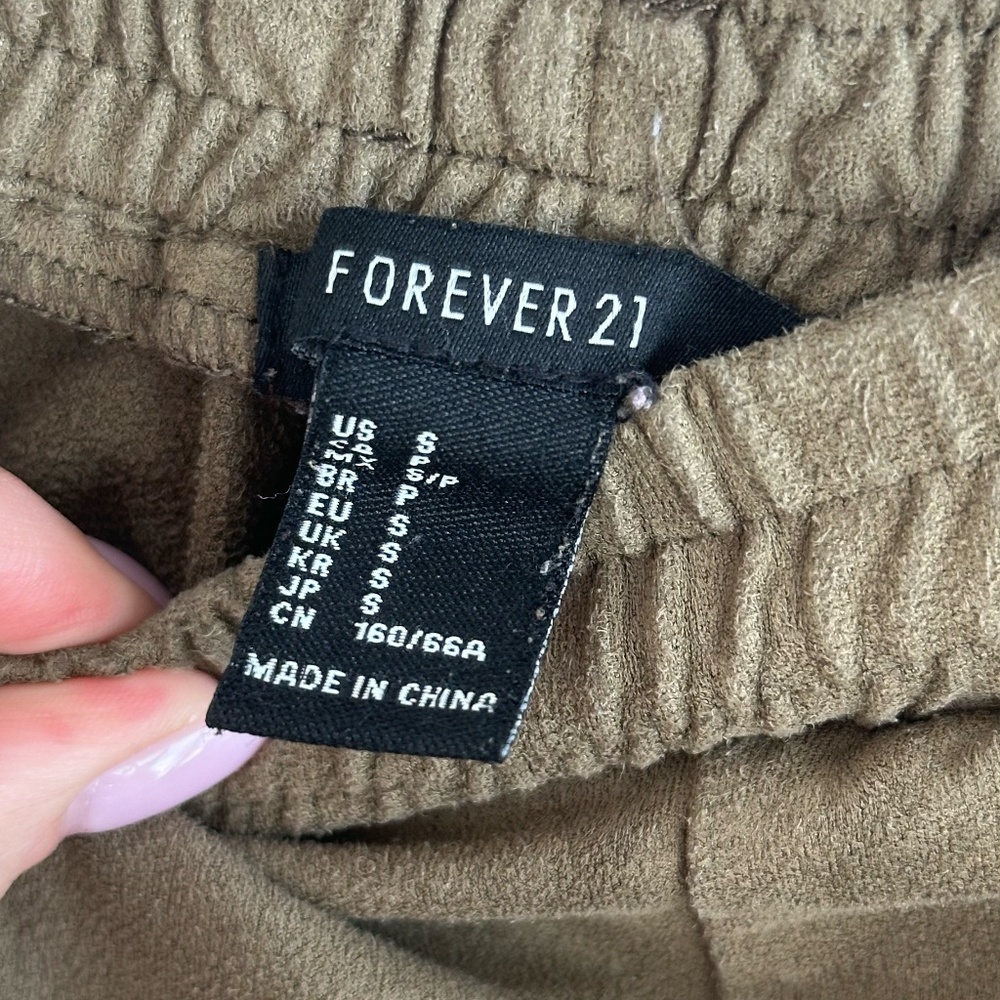 FOREVER 21
US S
CA P
MX S/P
BR P
EU S
UK S
KR S
JP S
CN 160/66A
MADE IN CHINA